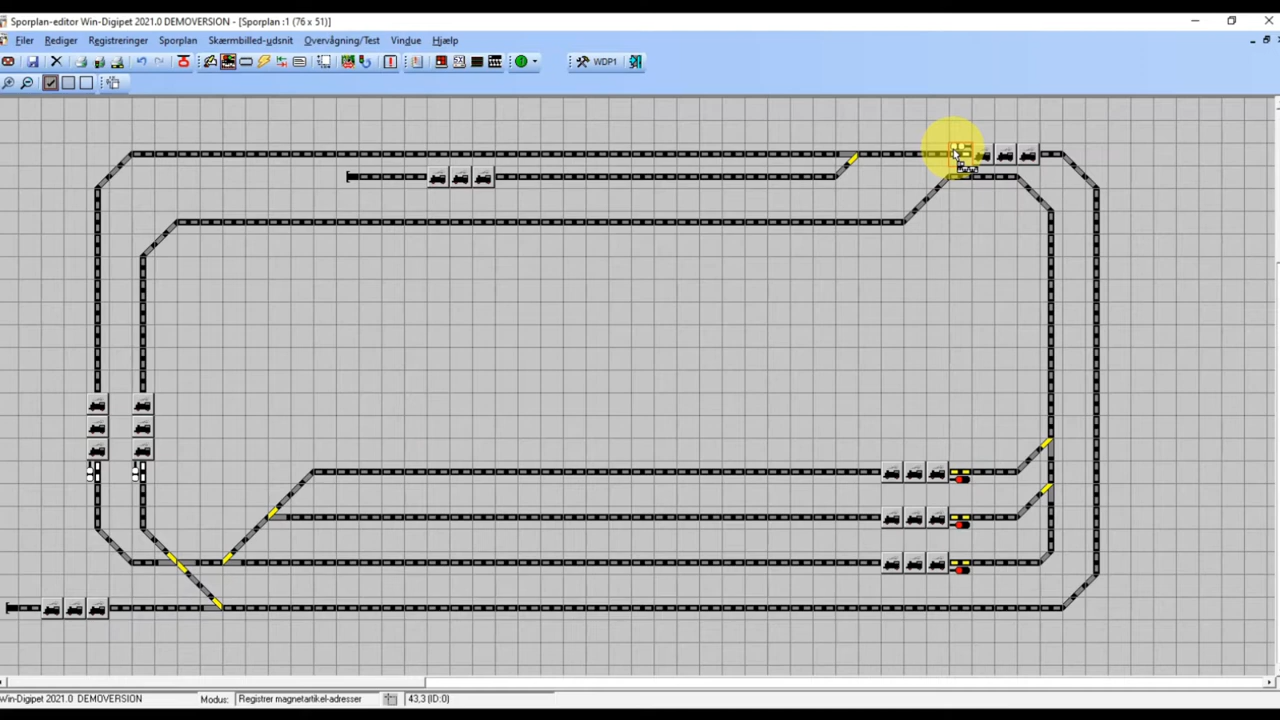 Sporplan-editor Win-Digipet 2021.0 DEMOVERSION - [Sporplan :1 (76 x 51)]
Filer Rediger Registreringer Sporplan Skærmbilled-udsnit Overvågning/Test Vindue Hjælp
WDP1
Win-Digipet 2021.0 DEMOVERSION Modus: Registrer magnetartikel-adresser 43,3 (ID:0)